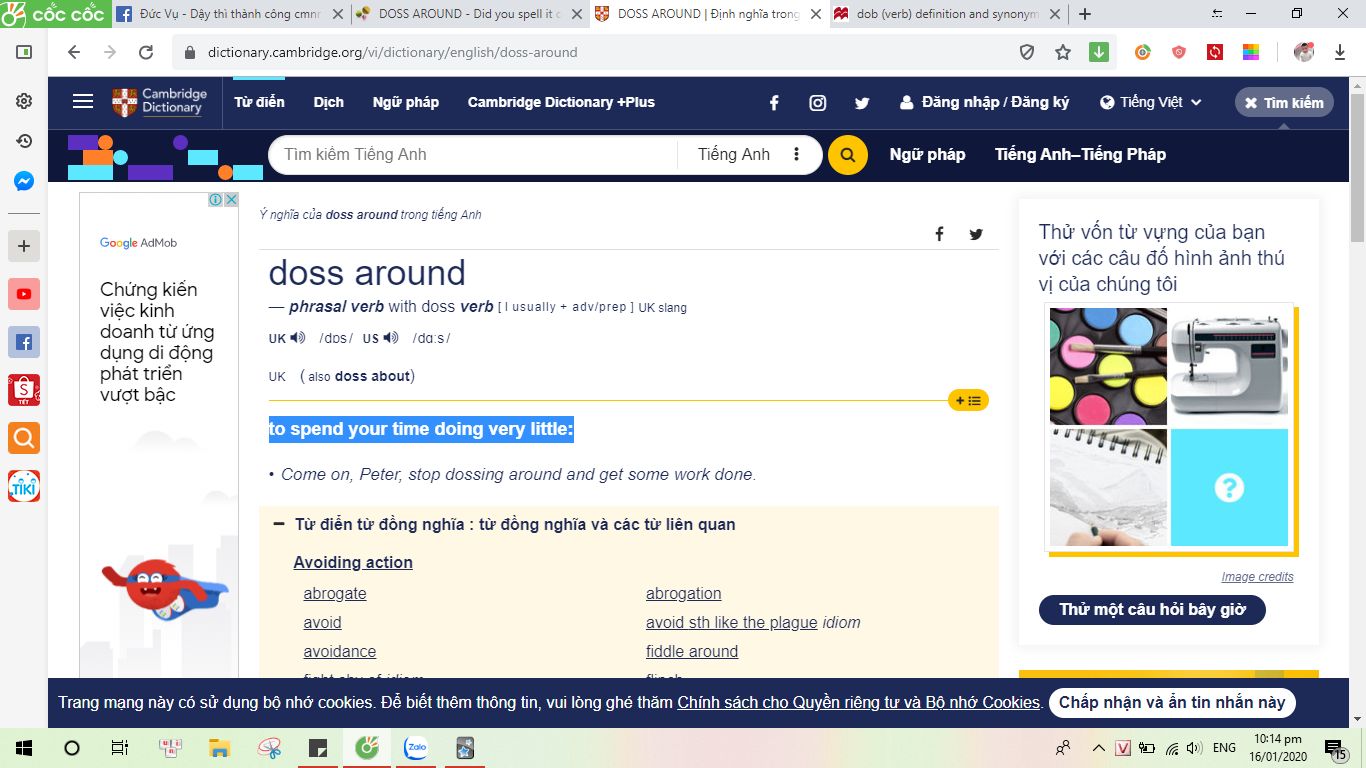 cốc cốc
Đức Vụ - Dậy thì thành công cmnr
DOSS AROUND - Did you spell it c
DOSS AROUND | Định nghĩa trong
dob (verb) definition and synonym
dictionary.cambridge.org/vi/dictionary/english/doss-around
Cambridge
Dictionary
Từ điển
Dịch
Ngữ pháp
Cambridge Dictionary +Plus
Đăng nhập / Đăng ký
Tiếng Việt
Tìm kiếm
Tìm kiếm Tiếng Anh
Tiếng Anh
Ngữ pháp
Tiếng Anh–Tiếng Pháp
Google AdMob
Chứng kiến
việc kinh
doanh từ ứng
dụng di động
phát triển
vượt bậc
Ý nghĩa của doss around trong tiếng Anh
doss around
— phrasal verb with doss verb [ I usually + adv/prep ] UK slang
UK /dɒs/ US /dɑːs/
UK ( also doss about)
to spend your time doing very little:
• Come on, Peter, stop dossing around and get some work done.
− Từ điển từ đồng nghĩa : từ đồng nghĩa và các từ liên quan
Avoiding action
abrogate abrogation
avoid avoid sth like the plague idiom
avoidance fiddle around
fight shy of idiom flinch
Thử vốn từ vựng của bạn
với các câu đố hình ảnh thú
vị của chúng tôi
?
Image credits
Thử một câu hỏi bây giờ
Trang mạng này có sử dụng bộ nhớ cookies. Để biết thêm thông tin, vui lòng ghé thăm Chính sách cho Quyền riêng tư và Bộ nhớ Cookies. Chấp nhận và ẩn tin nhắn này
TẾT
TIKI
Zalo
V
ENG
10:14 pm
16/01/2020
15